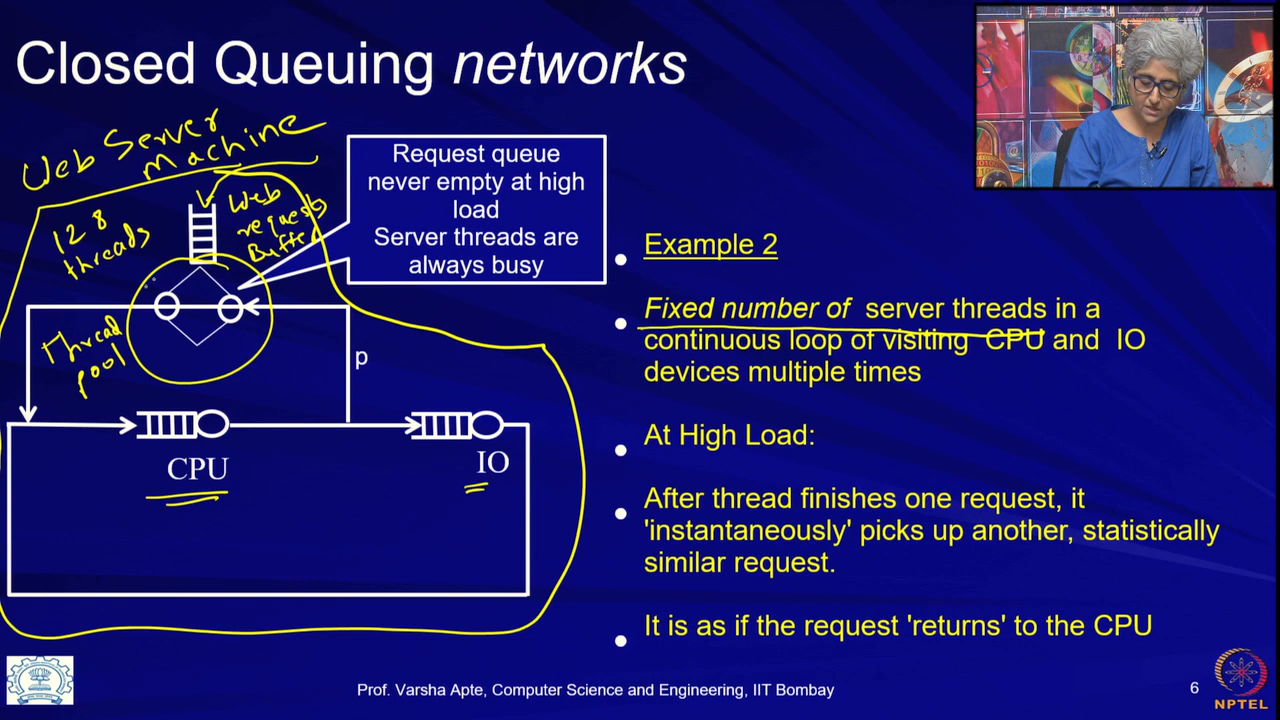 Closed Queuing networks
Web Server
Machine
128
threads
Web
request
Buffer
Thread
pool
Request queue
never empty at high
load
Server threads are
always busy
p
CPU
IO
Example 2
Fixed number of server threads in a
continuous loop of visiting CPU and IO
devices multiple times
At High Load:
After thread finishes one request, it
'instantaneously' picks up another, statistically
similar request.
It is as if the request 'returns' to the CPU
Prof. Varsha Apte, Computer Science and Engineering, IIT Bombay
6
NPTEL